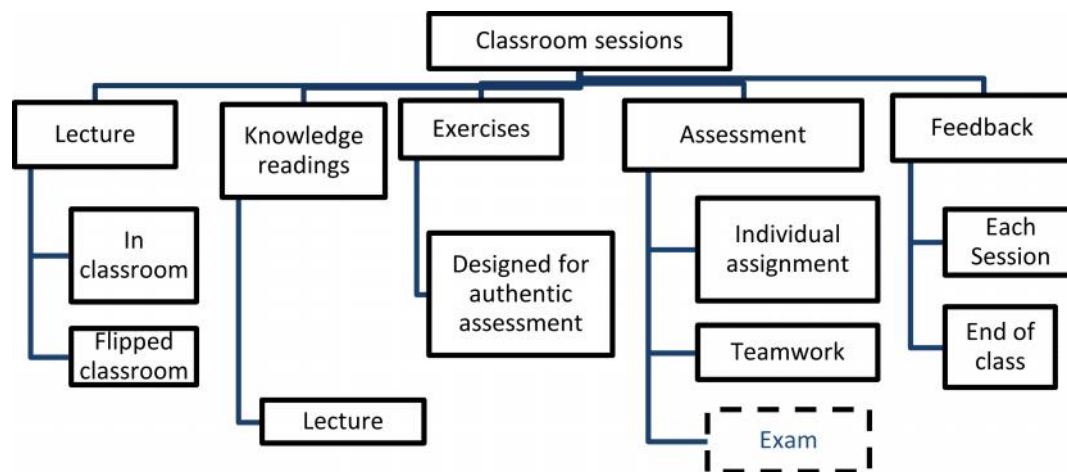 Classroom sessions
Lecture
Knowledge
readings
Exercises
Assessment
Feedback
In
classroom
Flipped
classroom
Lecture
Designed for
authentic
assessment
Individual
assignment
Teamwork
Exam
Each
Session
End of
class